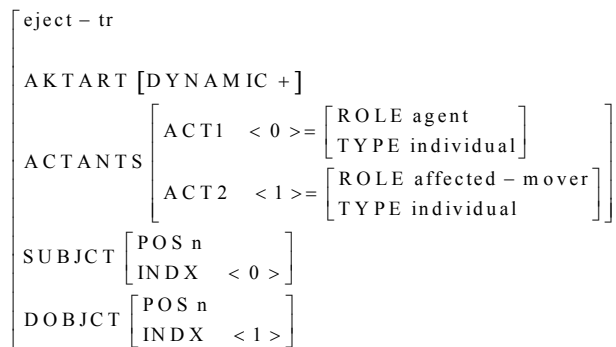 eject – tr
AKTART [DYNAMIC +]
ACTANTS
ACT1 < 0 >=
ROLE agent
TYPE individual
ACT2 < 1 >=
ROLE affected – mover
TYPE individual
SUBJCT
POS n
INDX < 0 >
DOBJCT
POS n
INDX < 1 >